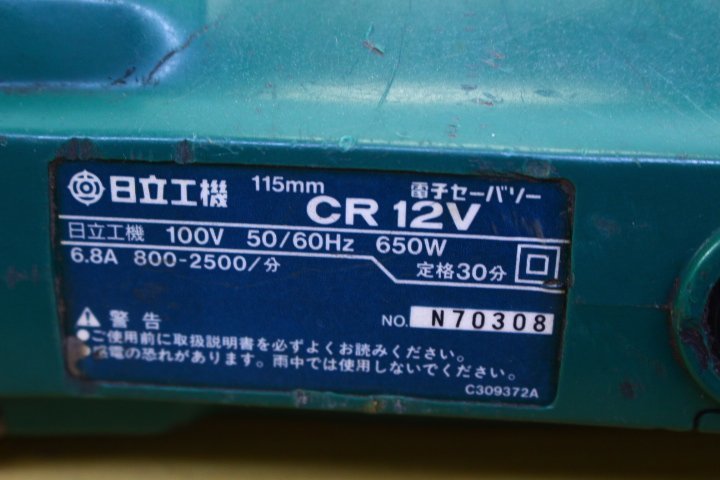 日立工機 115mm 電子セーバソー
CR 12V
日立工機 100V 50/60Hz 650W
6.8A 800-2500/分 定格30分
警告 NO. N70308
●ご使用前に取扱説明書を必ずよくお読みください。
電の恐れがあります。雨中では使用しないでください。
C309372A